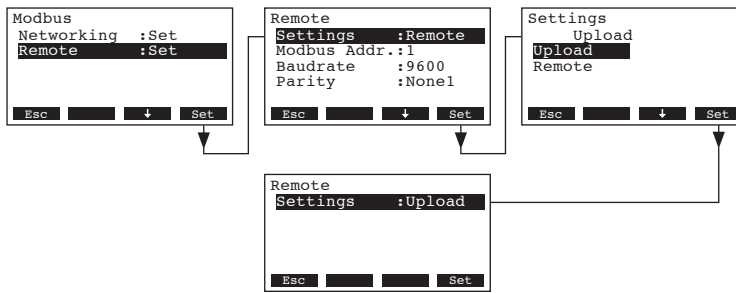 Modbus
Networking :Set
Remote :Set
Esc ↓ Set
Remote
Settings :Remote
Modbus Addr.:1
Baudrate :9600
Parity :None1
Esc ↓ Set
Settings
Upload
Upload
Remote
Esc ↓ Set
Remote
Settings :Upload
Esc Set